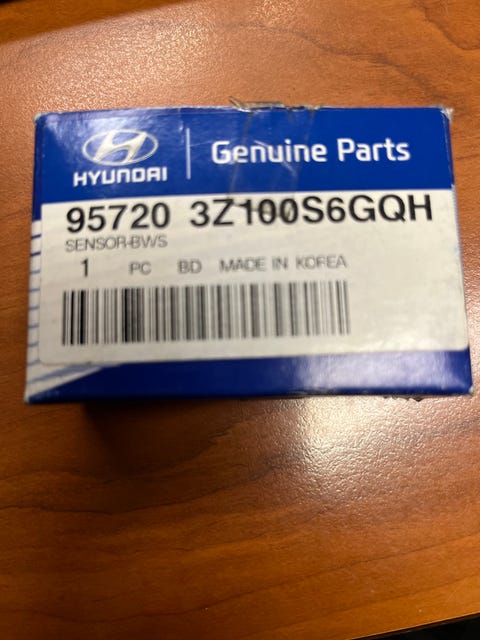 HYUNDAI
Genuine Parts
95720 3Z100S6GQH
SENSOR-BWS
1 PC BD MADE IN KOREA